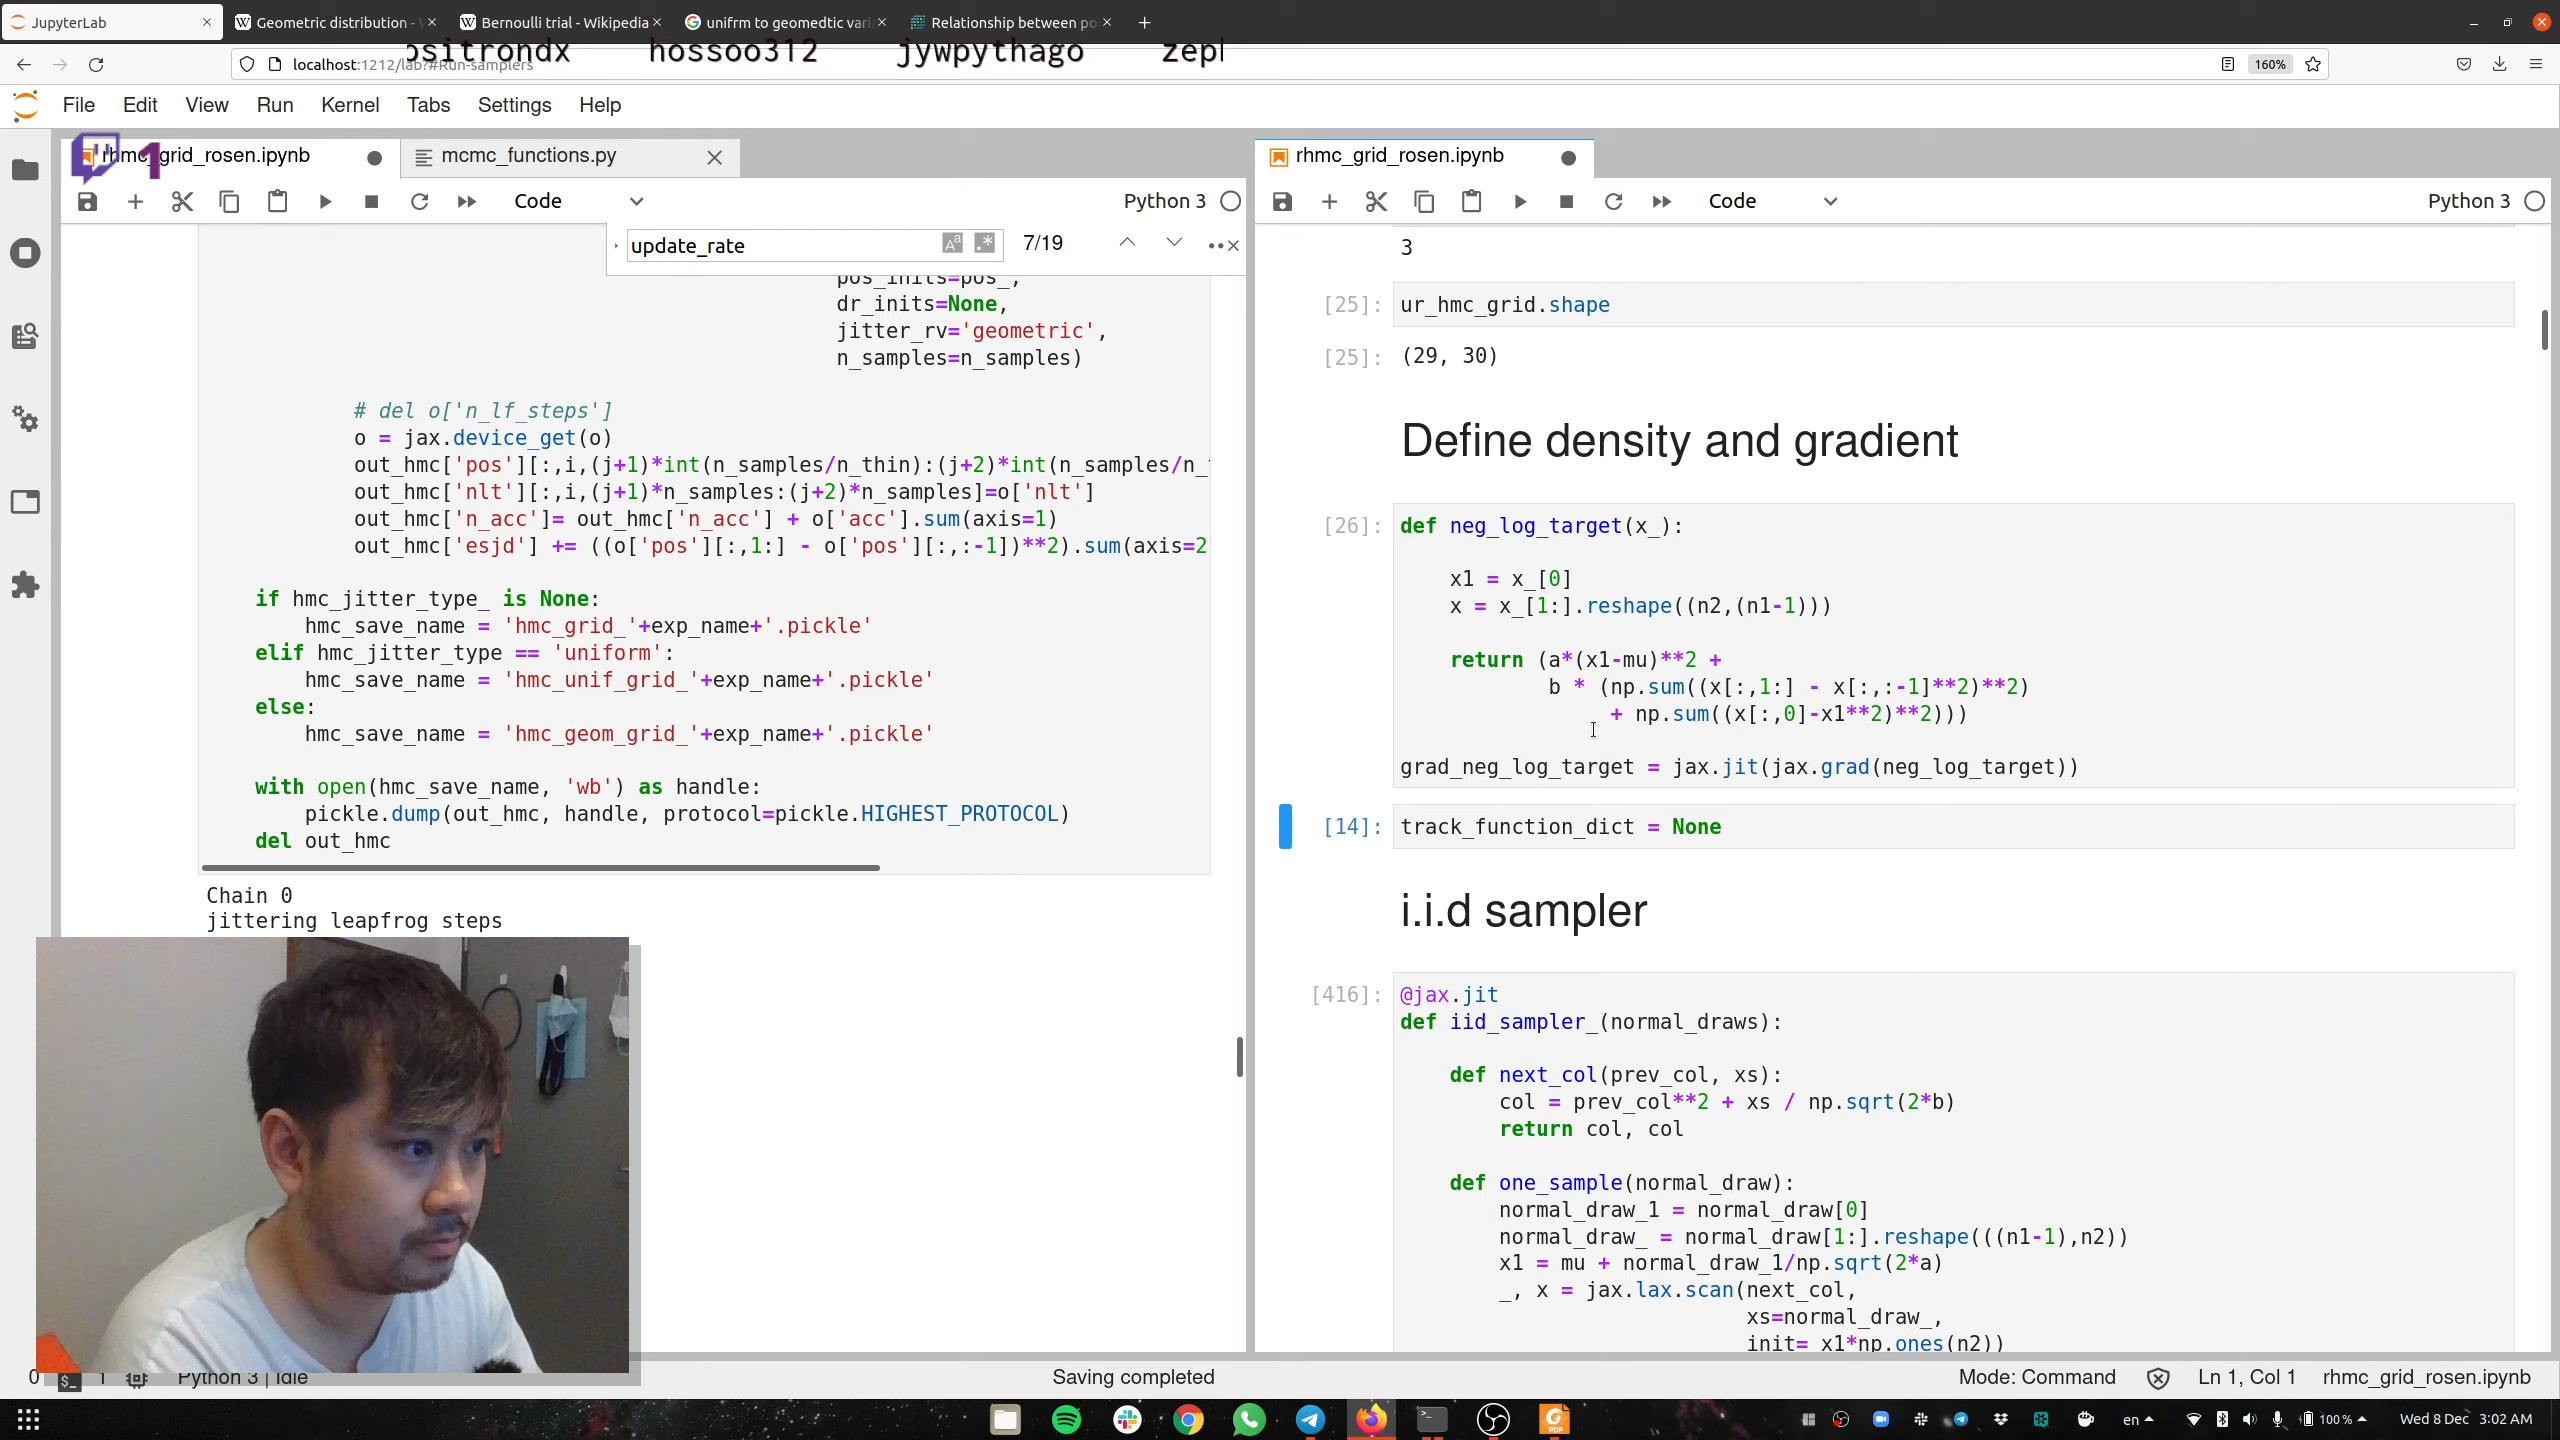 JupyterLab
Geometric distribution -
Bernoulli trial - Wikipedia
unifrm to geomedtic vari
Relationship between po
ositrondx hossoo312 jywpythago
localhost:1212/lab?#Run-samplers
160%
File Edit View Run Kernel Tabs Settings Help
rhmc_grid_rosen.ipynb
1
mcmc_functions.py
Code
Python 3
update_rate
7/19
pos_inits=pos_,
dr_inits=None,
jitter_rv='geometric',
n_samples=n_samples)
# del o['n_lf_steps']
o = jax.device_get(o)
out_hmc['pos'][:,i,(j+1)*int(n_samples/n_thin):(j+2)*int(n_samples/n_
out_hmc['nlt'][:,i,(j+1)*n_samples:(j+2)*n_samples]=o['nlt']
out_hmc['n_acc']= out_hmc['n_acc'] + o['acc'].sum(axis=1)
out_hmc['esjd'] += ((o['pos'][:,1:] - o['pos'][:,:-1])**2).sum(axis=2
if hmc_jitter_type_ is None:
hmc_save_name = 'hmc_grid_'+exp_name+'.pickle'
elif hmc_jitter_type == 'uniform':
hmc_save_name = 'hmc_unif_grid_'+exp_name+'.pickle'
else:
hmc_save_name = 'hmc_geom_grid_'+exp_name+'.pickle'
with open(hmc_save_name, 'wb') as handle:
pickle.dump(out_hmc, handle, protocol=pickle.HIGHEST_PROTOCOL)
del out_hmc
Chain 0
jittering leapfrog steps
rhmc_grid_rosen.ipynb
Code
Python 3
3
[25]: ur_hmc_grid.shape
[25]: (29, 30)
Define density and gradient
[26]: def neg_log_target(x_):
x1 = x_[0]
x = x_[1:].reshape((n2,(n1-1)))
return (a*(x1-mu)**2 +
b * (np.sum((x[:,1:] - x[:,:-1]**2)**2)
+ np.sum((x[:,0]-x1**2)**2)))
grad_neg_log_target = jax.jit(jax.grad(neg_log_target))
[14]: track_function_dict = None
i.i.d sampler
[416]: @jax.jit
def iid_sampler_(normal_draws):
def next_col(prev_col, xs):
col = prev_col**2 + xs / np.sqrt(2*b)
return col, col
def one_sample(normal_draw):
normal_draw_1 = normal_draw[0]
normal_draw_ = normal_draw[1:].reshape(((n1-1),n2))
x1 = mu + normal_draw_1/np.sqrt(2*a)
_, x = jax.lax.scan(next_col,
xs=normal_draw_,
init= x1*np.ones(n2))
0 1 Python 3 | Idle
Saving completed
Mode: Command Ln 1, Col 1 rhmc_grid_rosen.ipynb
en 100 % Wed 8 Dec 3:02 AM